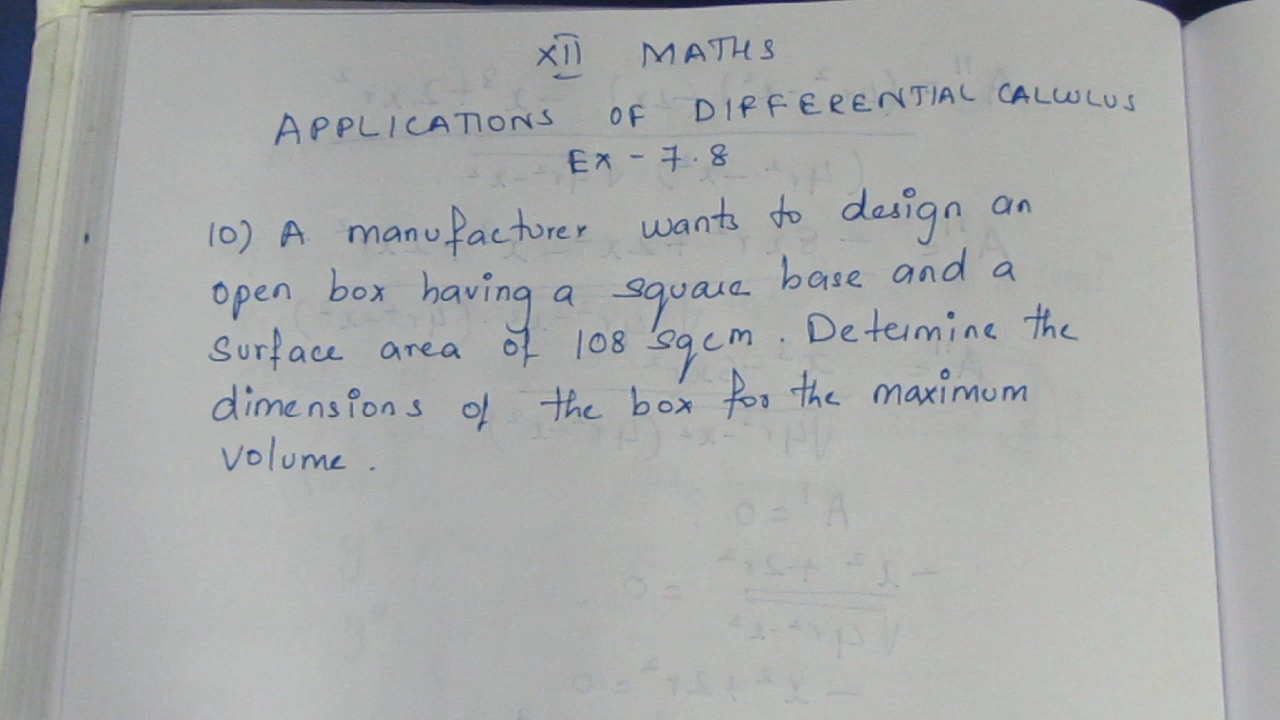 XII MATHS
APPLICATIONS OF DIFFERENTIAL CALCULUS
EX - 7.8
10) A manufacturer wants to design an
open box having a square base and a
surface area of 108 sqcm. Determine the
dimensions of the box for the maximum
volume.